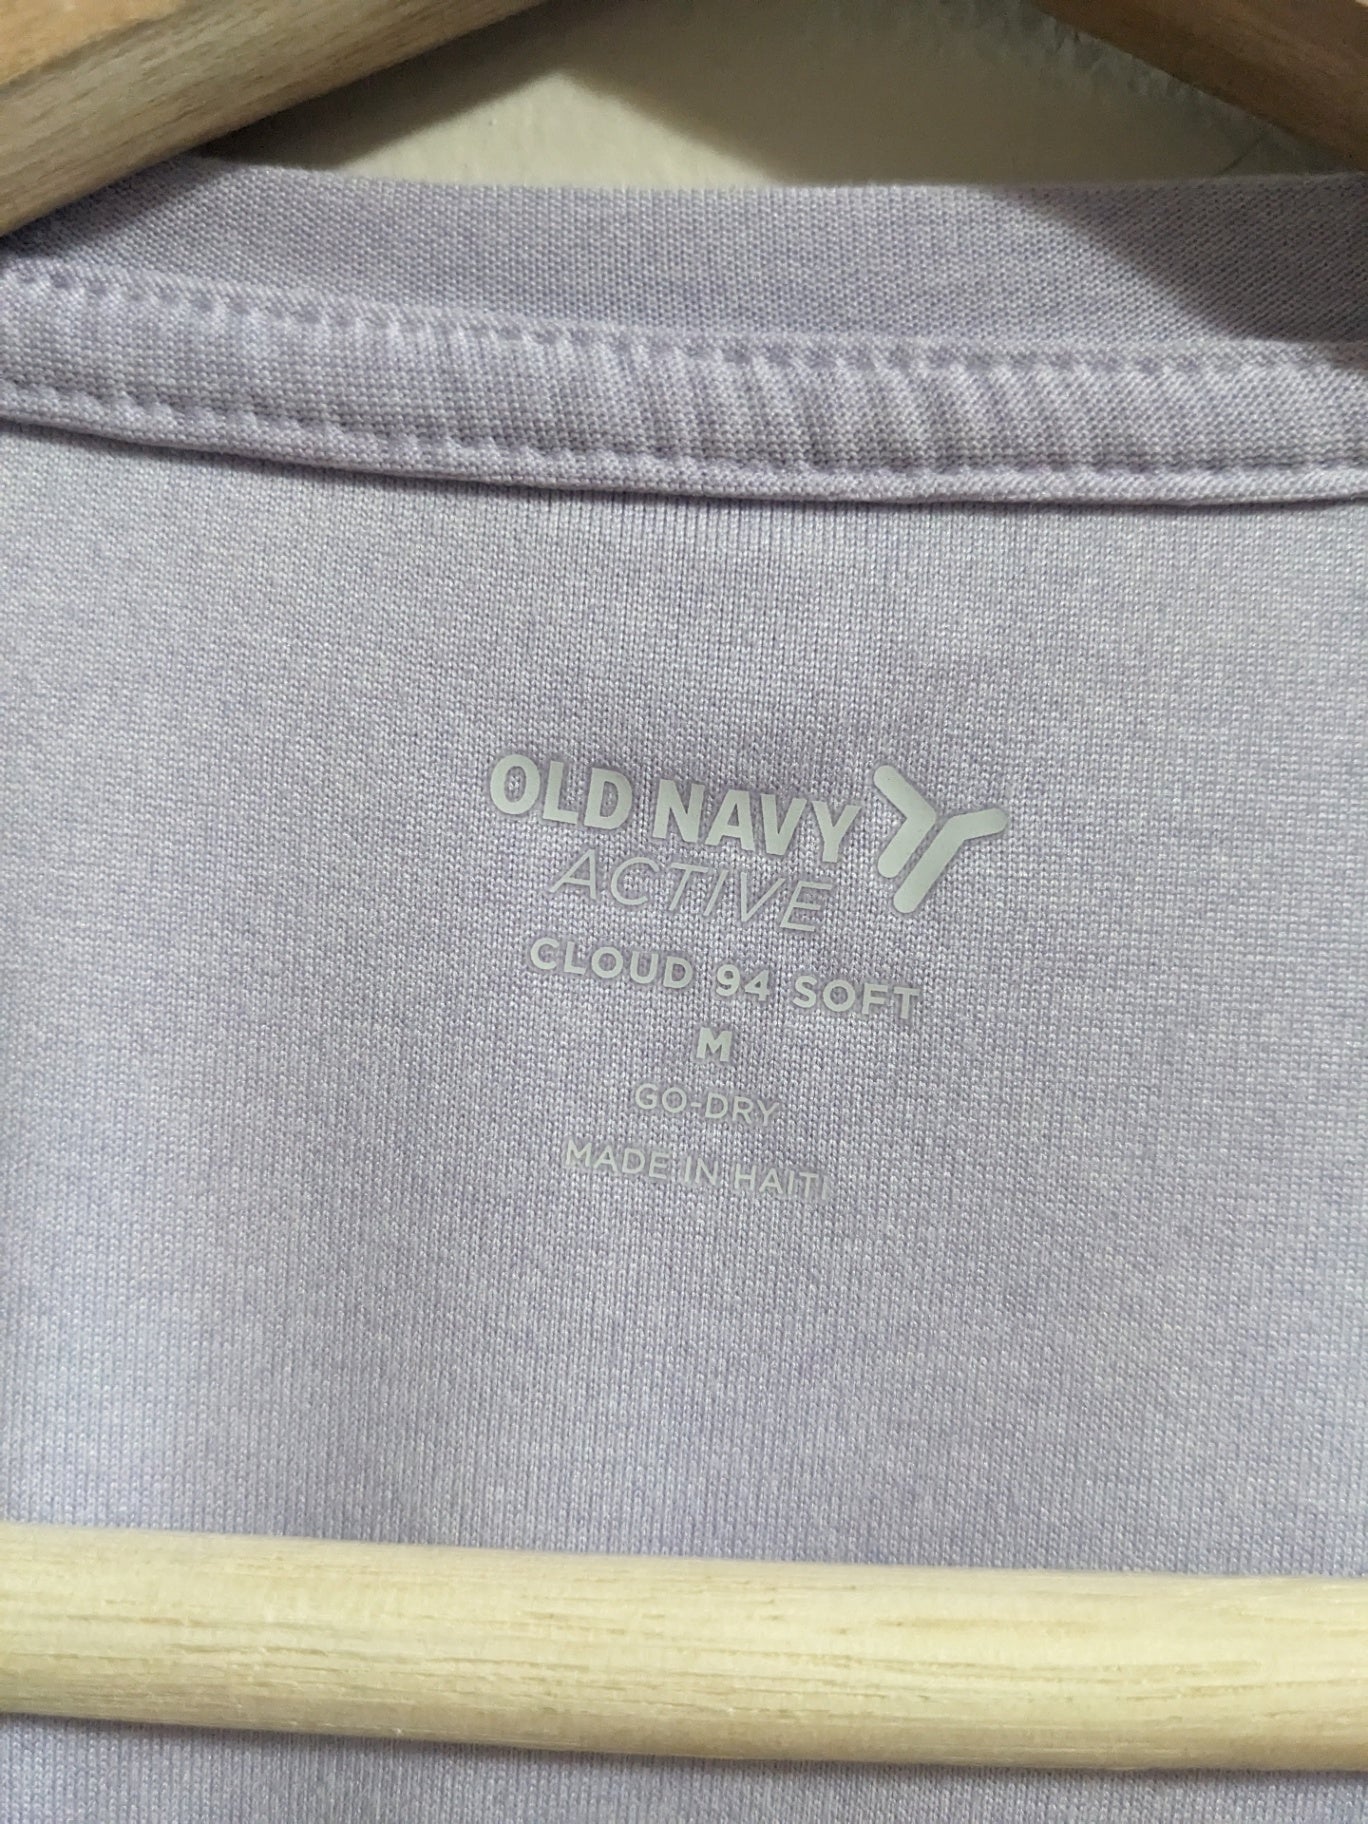 OLD NAVY
ACTIVE
CLOUD 94 SOFT
M
GO-DRY
MADE IN HAITI